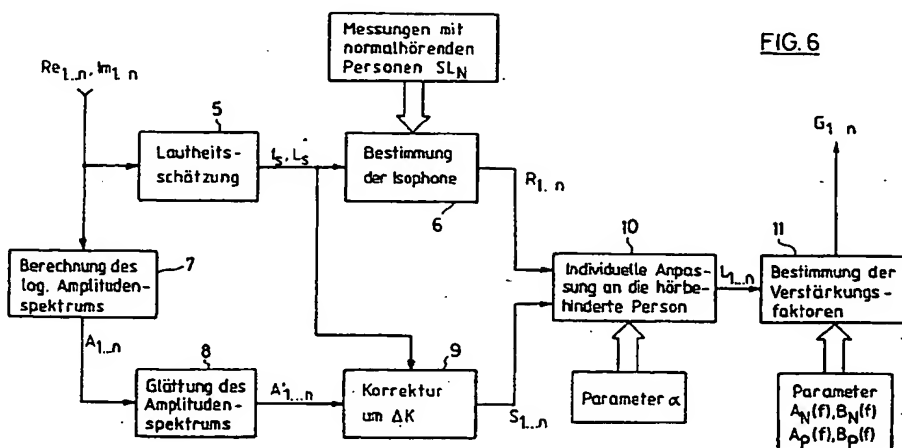 Messungen mit
normalhörenden
Personen SL_N
FIG. 6
Re_1...n, Im_1...n
G_1...n
5
Lautheits-
schätzung
I_S, L_S
Bestimmung
der Isophone
6
R_1...n
Berechnung des
log. Amplituden-
spektrums
7
10
Individuelle Anpas-
sung an die hörbe-
hinderte Person
L_1...n
11
Bestimmung der
Verstärkungs-
faktoren
A_1...n
8
Glättung des
Amplituden-
spektrums
A'_1...n
9
Korrektur
um ΔK
S_1...n
Parameter α
Parameter
A_N(f), B_N(f)
A_P(f), B_P(f)